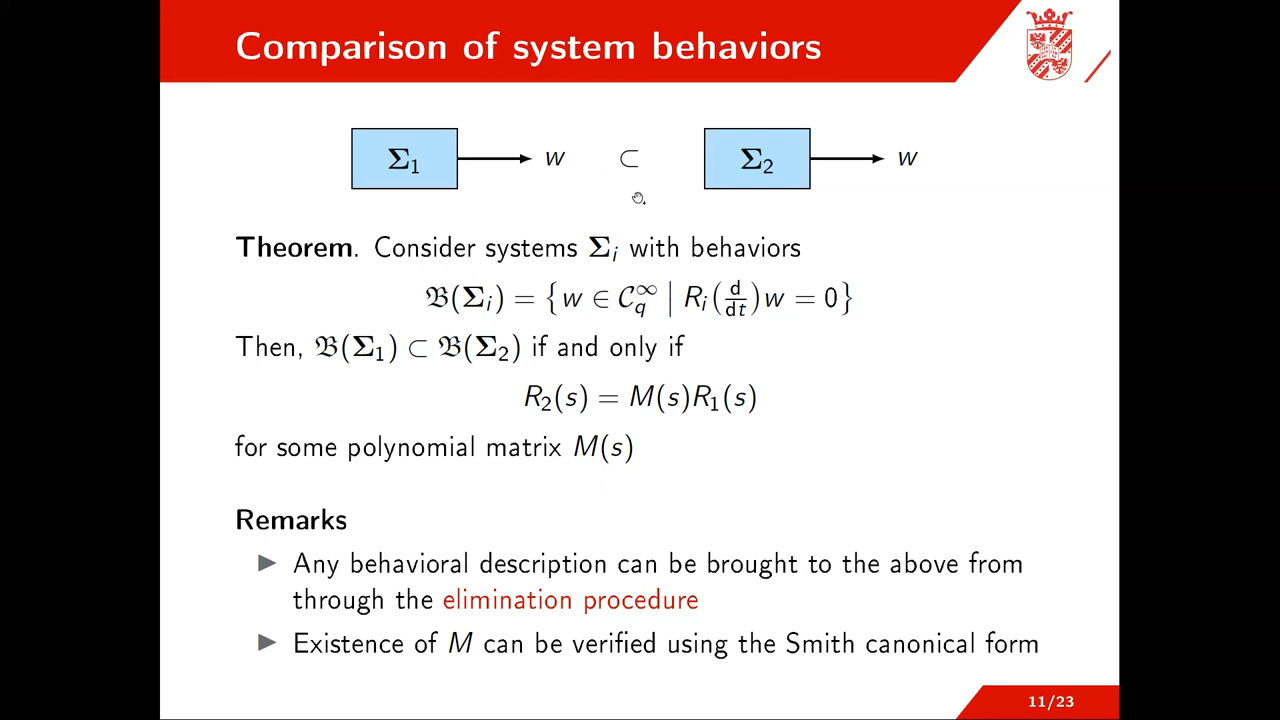 Comparison of system behaviors
Σ₁ w ⊂ Σ₂ w
Theorem. Consider systems Σᵢ with behaviors
𝔅(Σᵢ) = { w ∈ 𝒞_q^∞ | Rᵢ(d/dt)w = 0 }
Then, 𝔅(Σ₁) ⊂ 𝔅(Σ₂) if and only if
R₂(s) = M(s)R₁(s)
for some polynomial matrix M(s)
Remarks
▶ Any behavioral description can be brought to the above from
through the elimination procedure
▶ Existence of M can be verified using the Smith canonical form
11/23